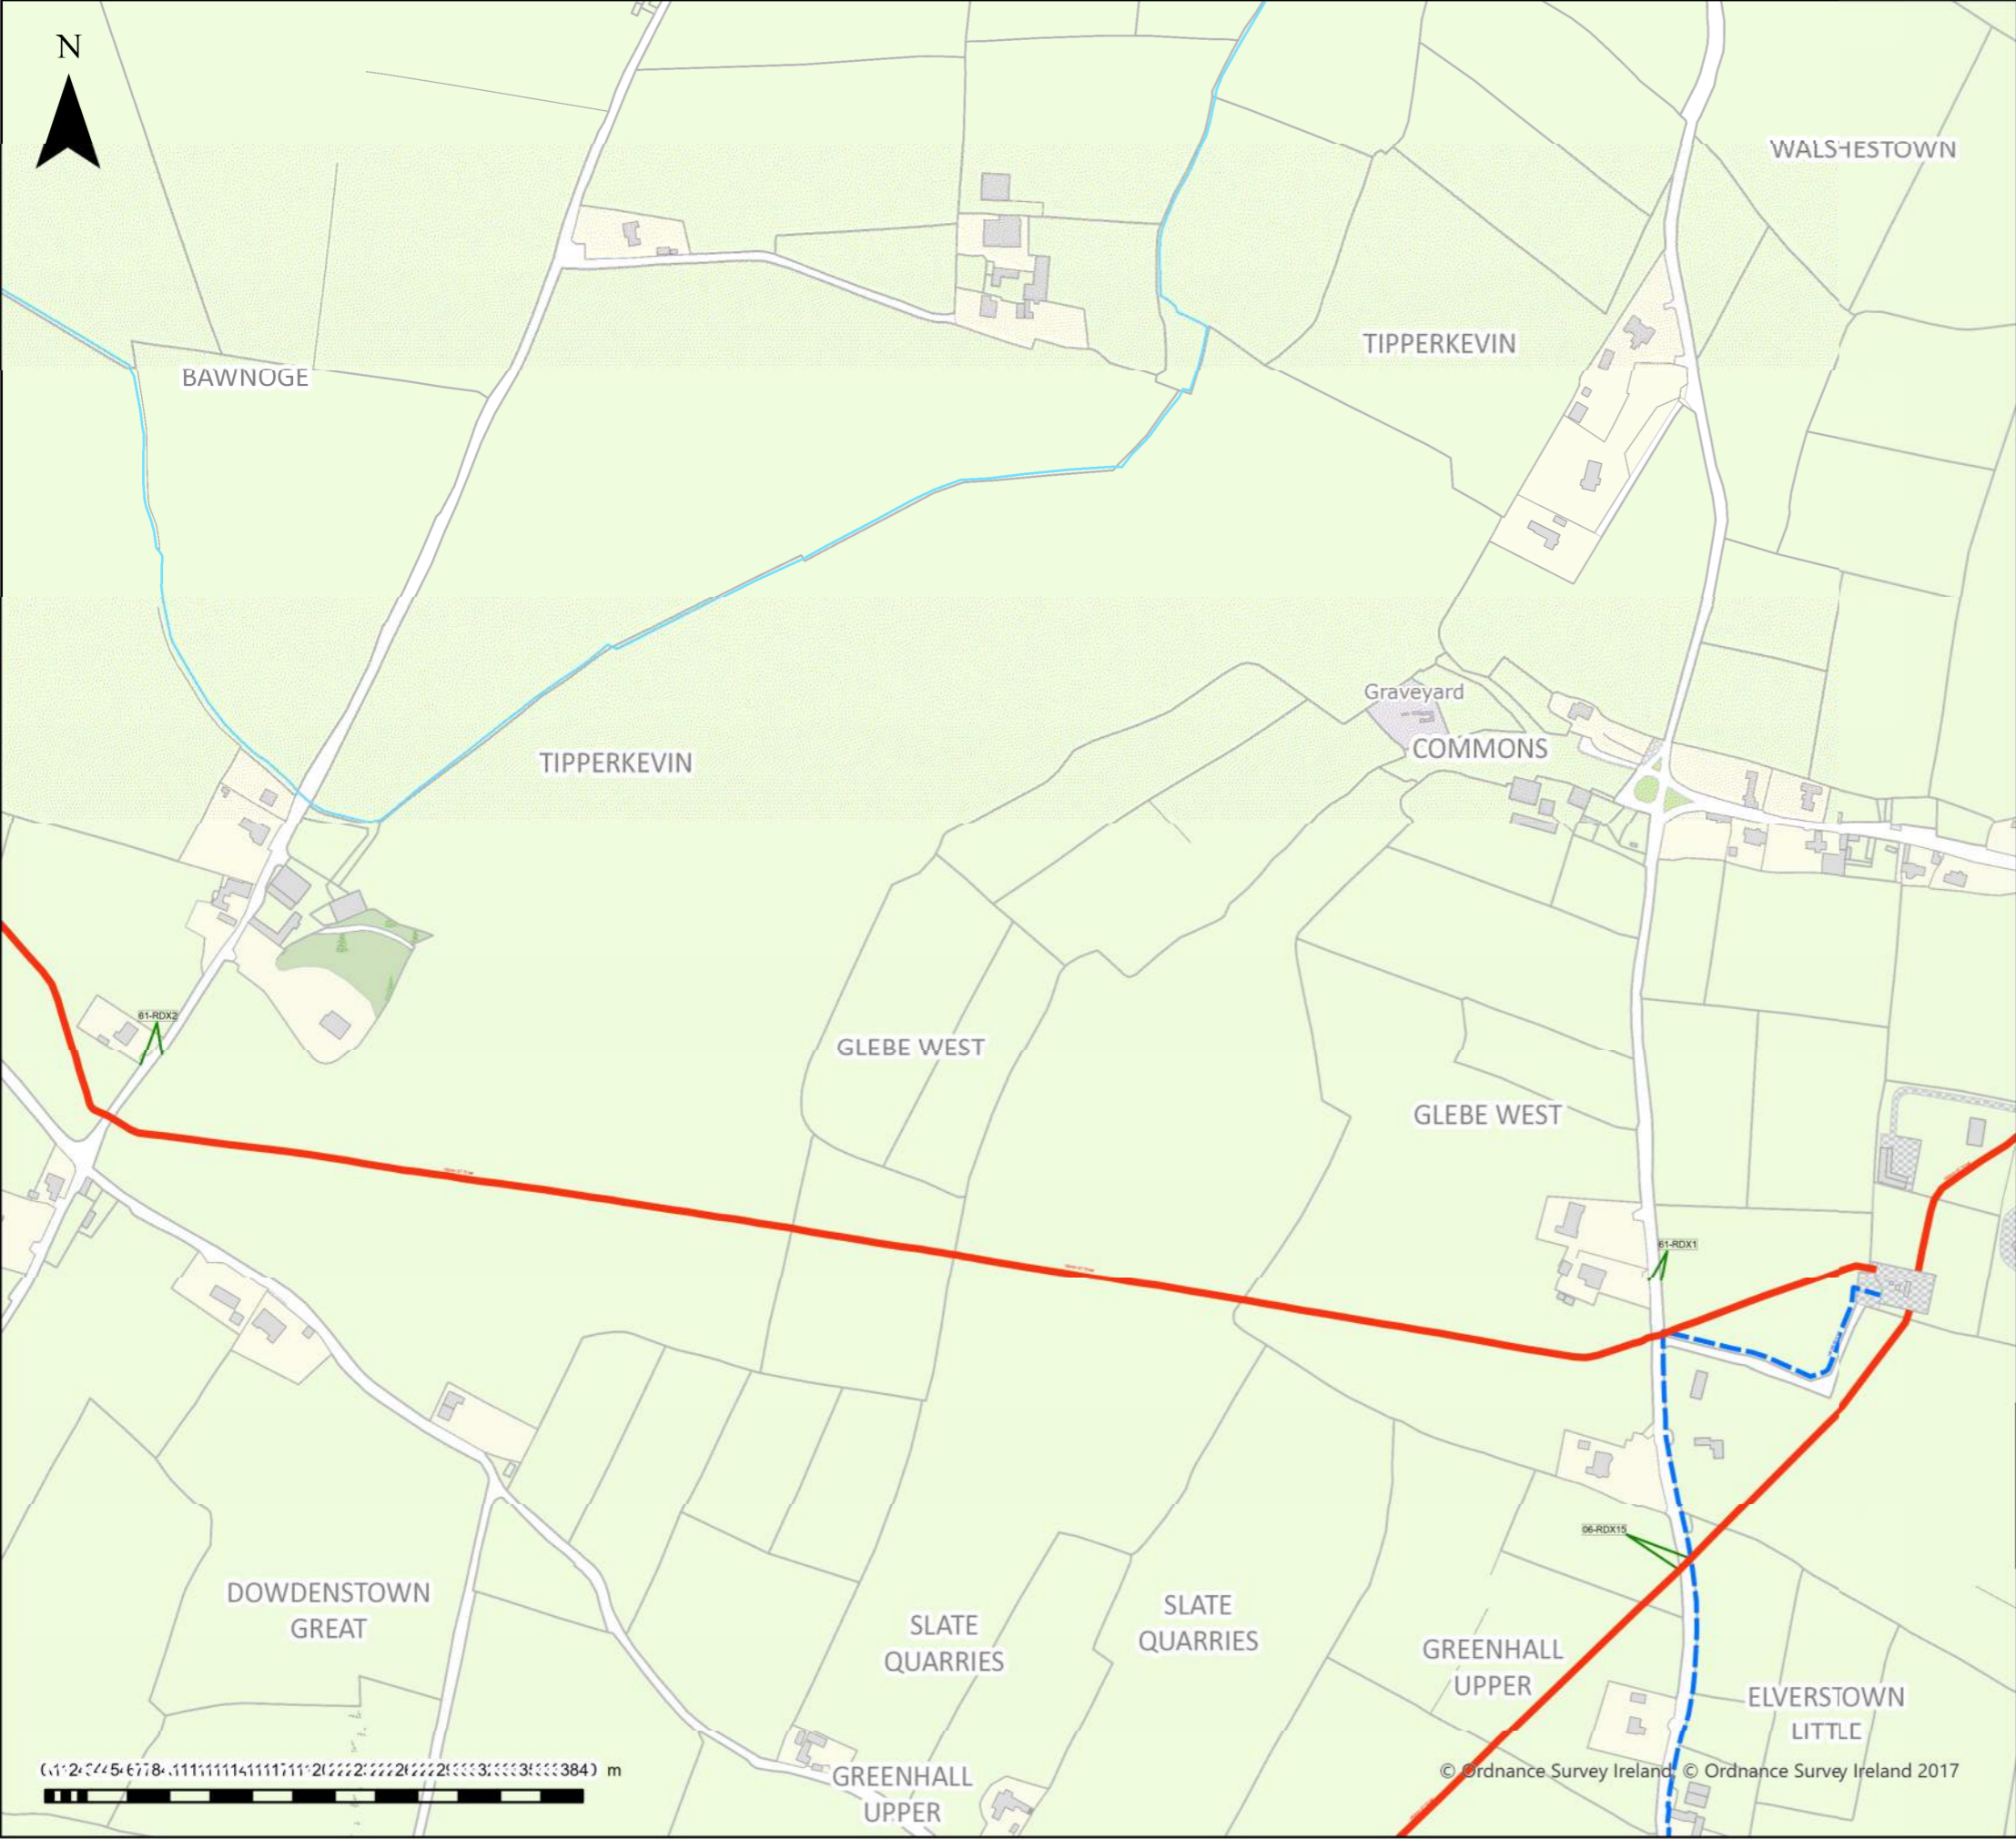 N
WALSHESTOWN
TIPPERKEVIN
BAWNOGE
Graveyard
COMMONS
TIPPERKEVIN
61-RDX2
GLEBE WEST
GLEBE WEST
61-RDX1
06-RDX15
DOWDENSTOWN
GREAT
SLATE
QUARRIES
SLATE
QUARRIES
GREENHALL
UPPER
ELVERSTOWN
LITTLE
m
GREENHALL
UPPER
© Ordnance Survey Ireland, © Ordnance Survey Ireland 2017